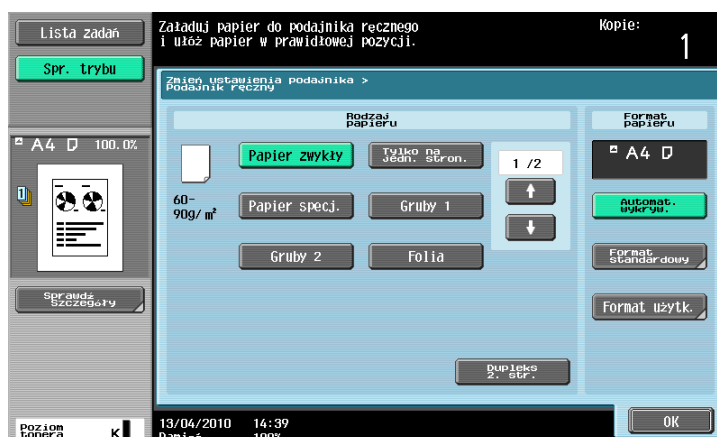 Lista zadań
Załaduj papier do podajnika ręcznego
i ułóż papier w prawidłowej pozycji.
Kopie:
1
Spr. trybu
Zmień ustawienia podajnika >
Podajnik ręczny
Rodzaj
papieru
Format
papieru
A4 100.0%
Papier zwykły
Tylko na
jedn. stron.
1 /2
A4
60-
90g/ m²
Papier specj.
Gruby 1
Automat.
wykryw.
1
Gruby 2
Folia
Format
standardowy
Sprawdź
Szczegóły
Format użytk.
Dupleks
2. str.
OK
Poziom
tonera
K
13/04/2010 14:39
Pamięć 100%